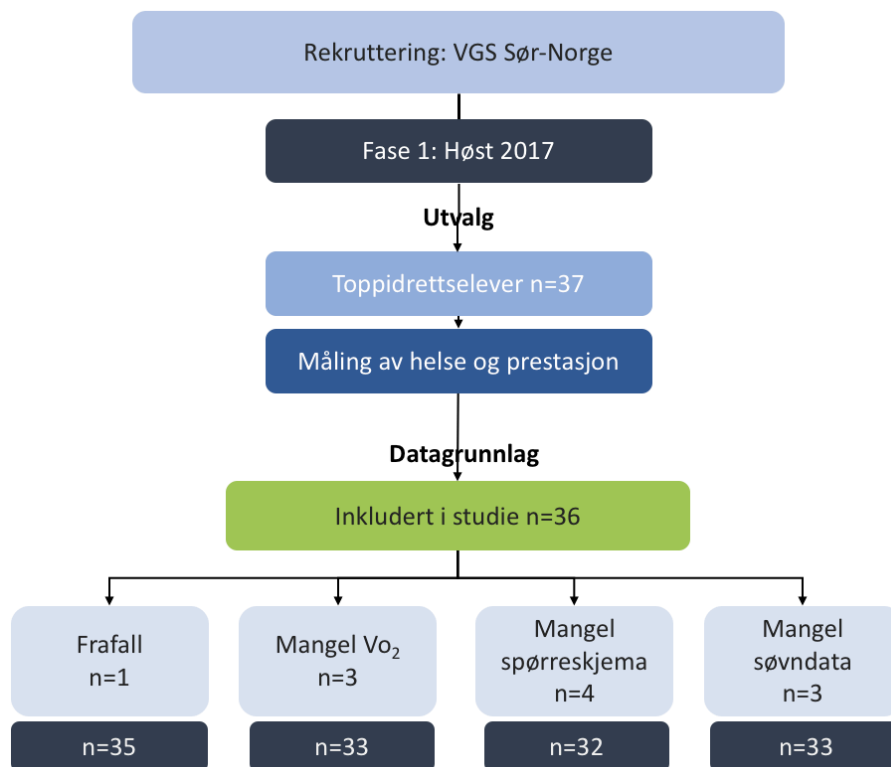 Rekruttering: VGS Sør-Norge
Fase 1: Høst 2017
Utvalg
Toppidrettselever n=37
Måling av helse og prestasjon
Datagrunnlag
Inkludert i studie n=36
Frafall
n=1
n=35
Mangel Vo₂
n=3
n=33
Mangel
spørreskjema
n=4
n=32
Mangel
søvndata
n=3
n=33